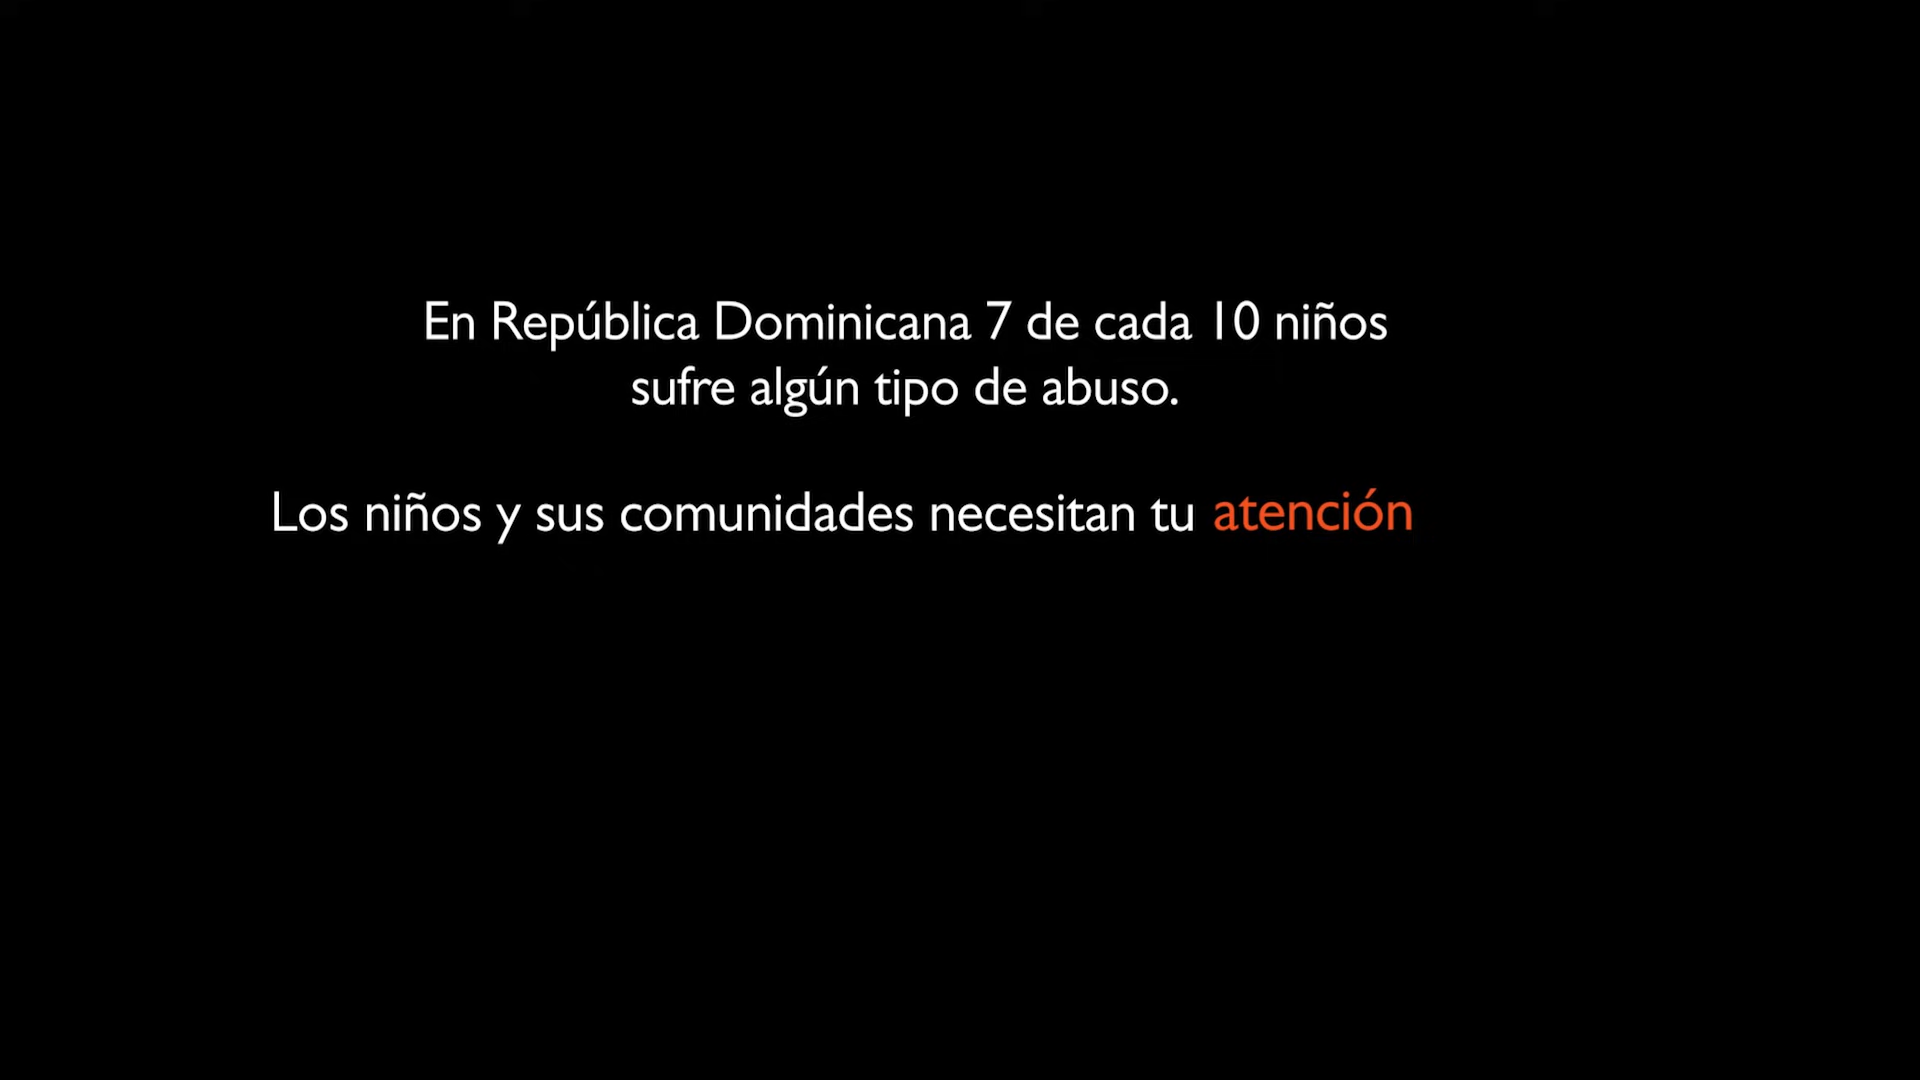 En República Dominicana 7 de cada 10 niños
sufre algún tipo de abuso.
Los niños y sus comunidades necesitan tu atención